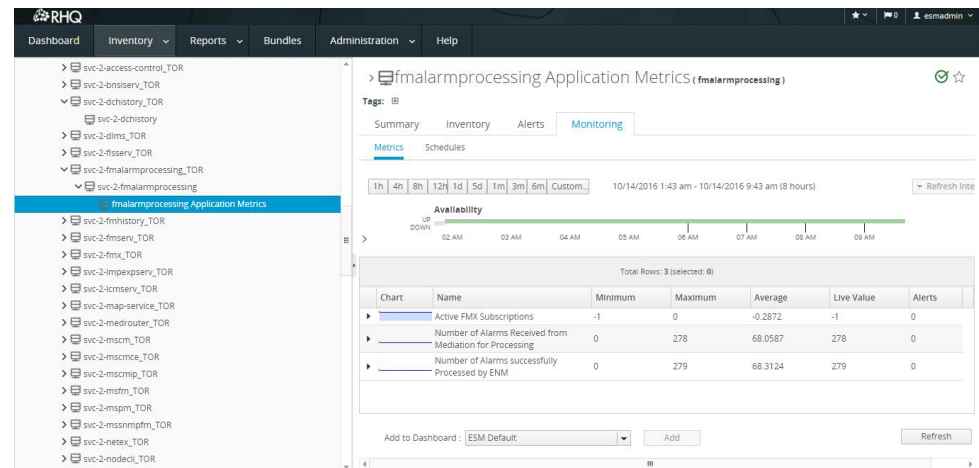 RHQ
0
esmadmin
Dashboard Inventory Reports Bundles Administration Help
svc-2-access-control_TOR
svc-2-bnsiserv_TOR
svc-2-dchistory_TOR
svc-2-dchistory
svc-2-dlms_TOR
svc-2-flsserv_TOR
svc-2-fmalarmprocessing_TOR
svc-2-fmalarmprocessing
fmalarmprocessing Application Metrics
svc-2-fmhistory_TOR
svc-2-fmserv_TOR
svc-2-fmx_TOR
svc-2-impexpserv_TOR
svc-2-lcmserv_TOR
svc-2-map-service_TOR
svc-2-medrouter_TOR
svc-2-mscm_TOR
svc-2-mscmce_TOR
svc-2-mscmip_TOR
svc-2-msfm_TOR
svc-2-mspm_TOR
svc-2-mssnmpfm_TOR
svc-2-netex_TOR
svc-2-nodecli_TOR
fmalarmprocessing Application Metrics ( fmalarmprocessing )
Tags:
Summary Inventory Alerts Monitoring
Metrics Schedules
1h 4h 8h 12h 1d 5d 1m 3m 6m Custom... 10/14/2016 1:43 am - 10/14/2016 9:43 am (8 hours) Refresh Inte
Availability
UP
DOWN
02 AM 03 AM 04 AM 05 AM 06 AM 07 AM 08 AM 09 AM
Total Rows: 3 (selected: 0)
Chart Name Minimum Maximum Average Live Value Alerts
Active FMX Subscriptions -1 0 -0.2872 -1 0
Number of Alarms Received from
Mediation for Processing 0 278 68.0587 278 0
Number of Alarms successfully
Processed by ENM 0 279 68.3124 279 0
Add to Dashboard : ESM Default Add Refresh